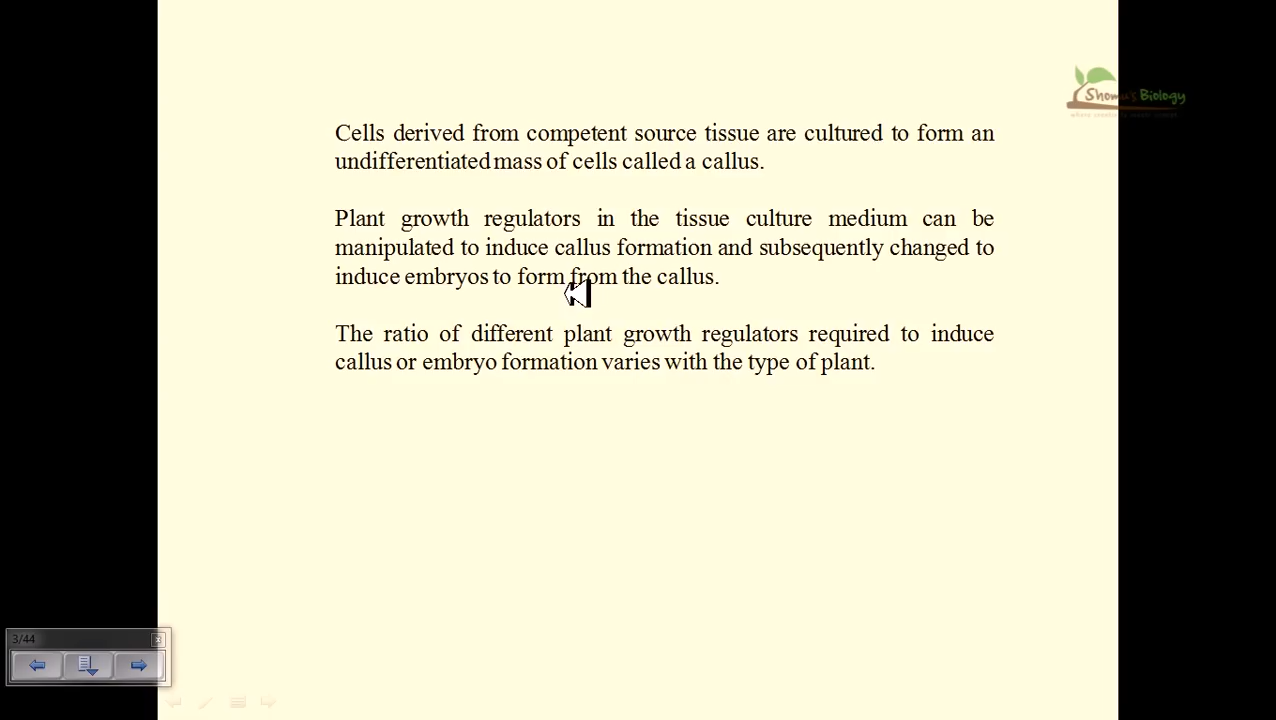 Shomu's Biology
Cells derived from competent source tissue are cultured to form an
undifferentiated mass of cells called a callus.
Plant growth regulators in the tissue culture medium can be
manipulated to induce callus formation and subsequently changed to
induce embryos to form from the callus.
The ratio of different plant growth regulators required to induce
callus or embryo formation varies with the type of plant.
3/44